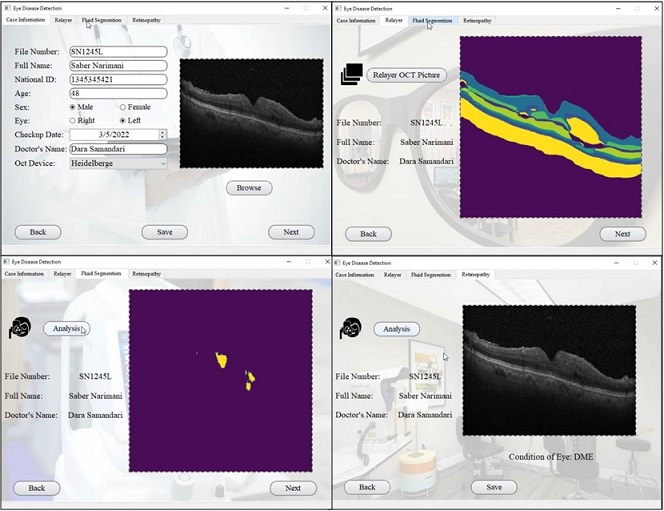 Eye Disease Detection
Case Information Relayer Fluid Segmention Retinopathy
File Number: SN1245L
Full Name: Saber Narimani
National ID: 1345345421
Age: 48
Sex: Male Female
Eye: Right Left
Checkup Date: 3/5/2022
Doctor's Name: Dara Samandari
Oct Device: Heidelberge
Browse
Back Save Next
Eye Disease Detection
Case Information Relayer Fluid Segmention Retinopathy
Relayer OCT Picture
File Number: SN1245L
Full Name: Saber Narimani
Doctor's Name: Dara Samandari
Back Next
Eye Disease Detection
Case Information Relayer Fluid Segmention Retinopathy
Analysis
File Number: SN1245L
Full Name: Saber Narimani
Doctor's Name: Dara Samandari
Back Next
Eye Disease Detection
Case Information Relayer Fluid Segmention Retinopathy
Analysis
File Number: SN1245L
Full Name: Saber Narimani
Doctor's Name: Dara Samandari
Condition of Eye: DME
Back Save